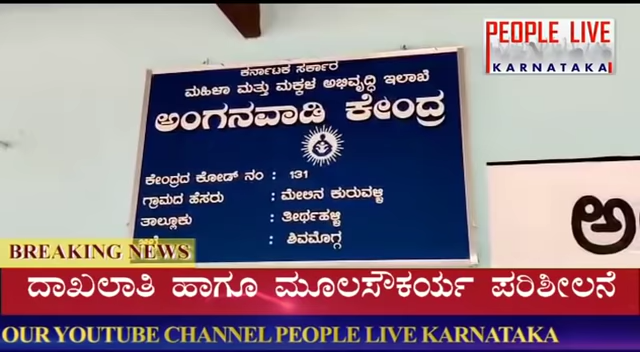 PEOPLE LIVE
KARNATAKA
ಕರ್ನಾಟಕ ಸರ್ಕಾರ
ಮಹಿಳಾ ಮತ್ತು ಮಕ್ಕಳ ಅಭಿವೃದ್ಧಿ ಇಲಾಖೆ
ಅಂಗನವಾಡಿ ಕೇಂದ್ರ
ಕೇಂದ್ರದ ಕೋಡ್ ನಂ : 131
ಗ್ರಾಮದ ಹೆಸರು : ಮೇಲಿನ ಕುರುವಳ್ಳಿ
ತಾಲ್ಲೂಕು : ತೀರ್ಥಹಳ್ಳಿ
: ಶಿವಮೊಗ್ಗ
ಅ
BREAKING NEWS
ದಾಖಲಾತಿ ಹಾಗೂ ಮೂಲಸೌಕರ್ಯ ಪರಿಶೀಲನೆ
OUR YOUTUBE CHANNEL PEOPLE LIVE KARNATAKA